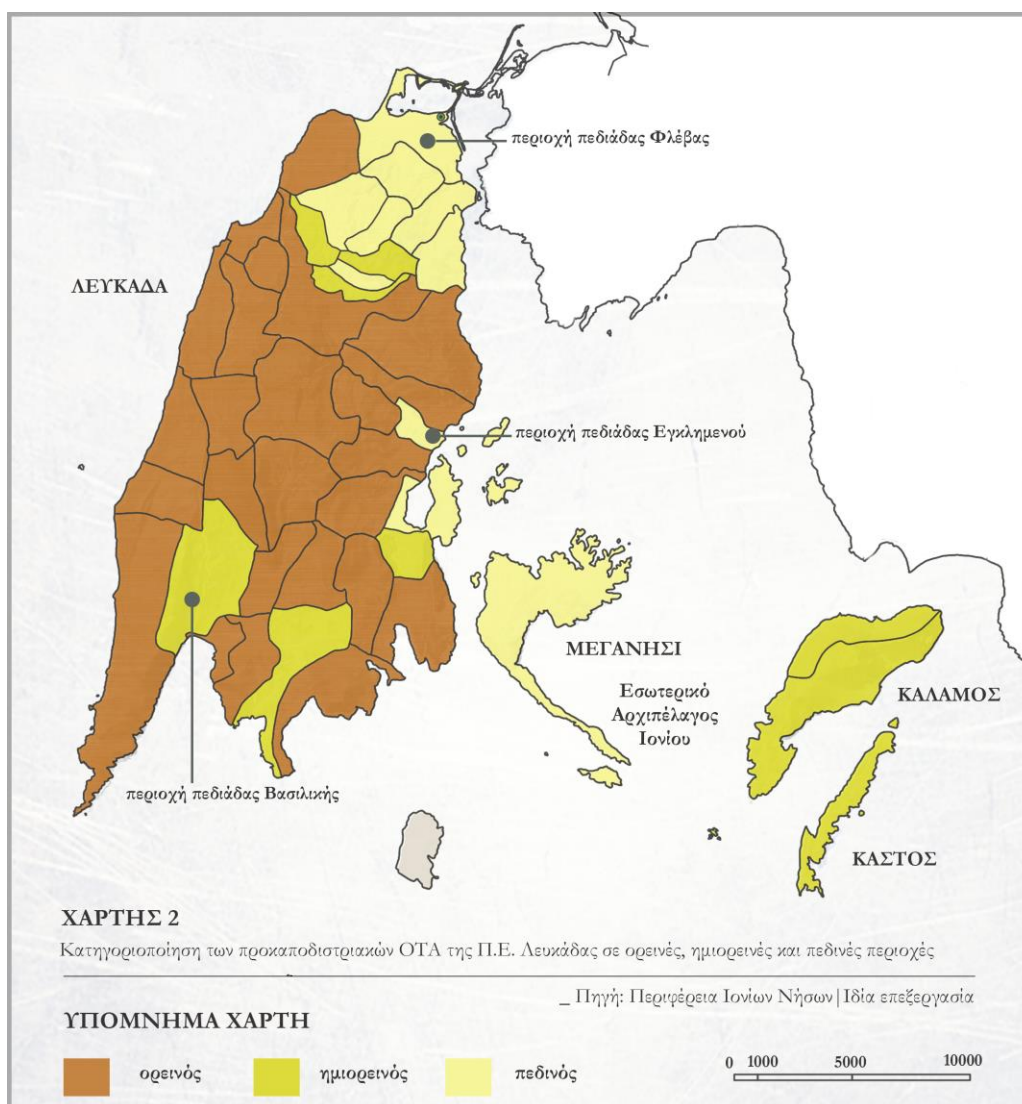 περιοχή πεδιάδας Φλέβας
ΛΕΥΚΑΔΑ
περιοχή πεδιάδας Εγκλημενού
ΜΕΓΑΝΗΣΙ
Εσωτερικό
Αρχιπέλαγος
Ιονίου
ΚΑΛΑΜΟΣ
περιοχή πεδιάδας Βασιλικής
ΚΑΣΤΟΣ
ΧΑΡΤΗΣ 2
Κατηγοριοποίηση των προκαποδιστριακών ΟΤΑ της Π.Ε. Λευκάδας σε ορεινές, ημιορεινές και πεδινές περιοχές
_ Πηγή: Περιφέρεια Ιονίων Νήσων|Ιδία επεξεργασία
ΥΠΟΜΝΗΜΑ ΧΑΡΤΗ
ορεινός ημιορεινός πεδινός
0 1000 5000 10000